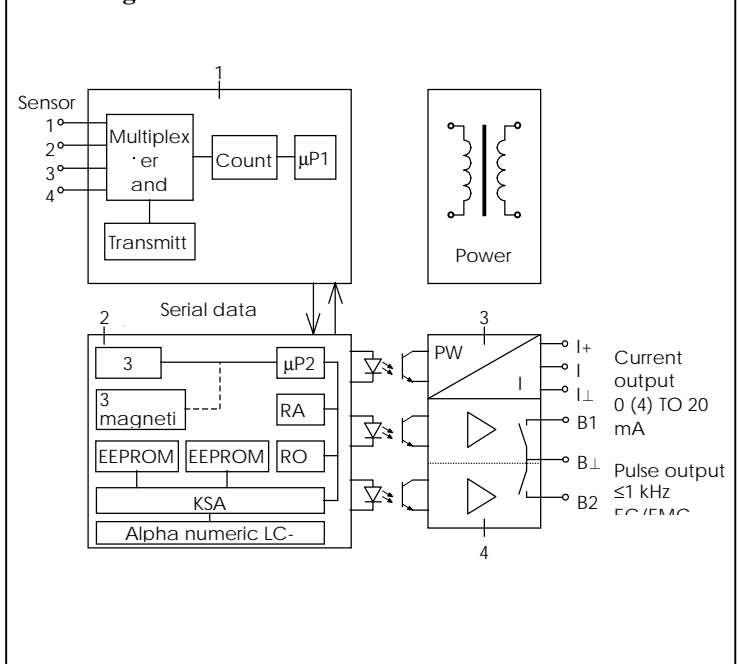 1
Sensor
1
2
3
4
Multiplex
er
and
Count
µP1
Transmitt
Power
Serial data
2
3
µP2
3
magneti
RA
EEPROM
EEPROM
RO
KSA
Alpha numeric LC-
3
PW
I
I+
I
I⊥
Current
output
0 (4) TO 20
mA
B1
B⊥
B2
Pulse output
≤1 kHz
4